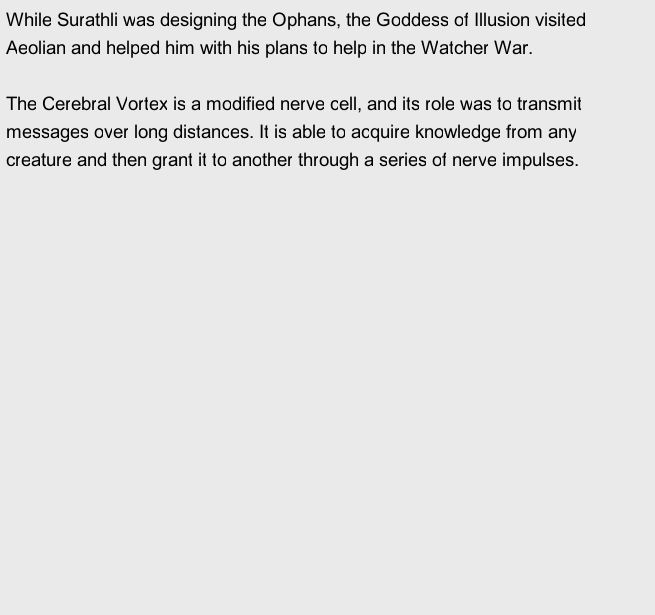 While Surathli was designing the Ophans, the Goddess of Illusion visited
Aeolian and helped him with his plans to help in the Watcher War.

The Cerebral Vortex is a modified nerve cell, and its role was to transmit
messages over long distances. It is able to acquire knowledge from any
creature and then grant it to another through a series of nerve impulses.